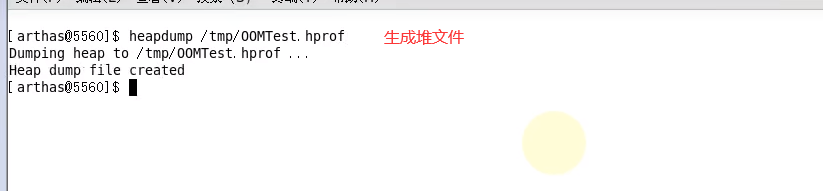 [arthas@5560]$ heapdump /tmp/OOMTest.hprof 生成堆文件
Dumping heap to /tmp/OOMTest.hprof ...
Heap dump file created
[arthas@5560]$